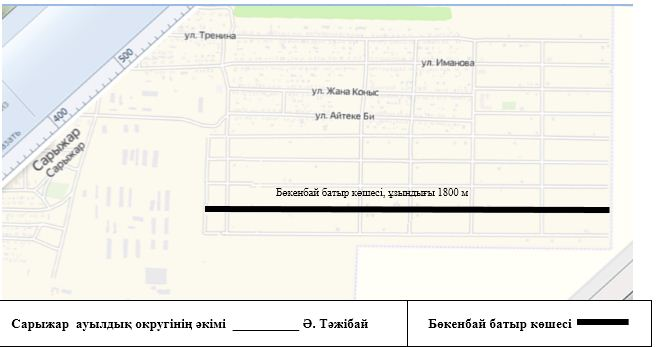 ул. Тренина
500
ул. Иманова
ул. Жана Коныс
400
ул. Айтеке Би
азать
Сарыжар
Сарыжар
Бөкенбай батыр көшесі, ұзындығы 1800 м
Сарыжар ауылдық округінің әкімі __________ Ә. Тәжібай
Бөкенбай батыр көшесі